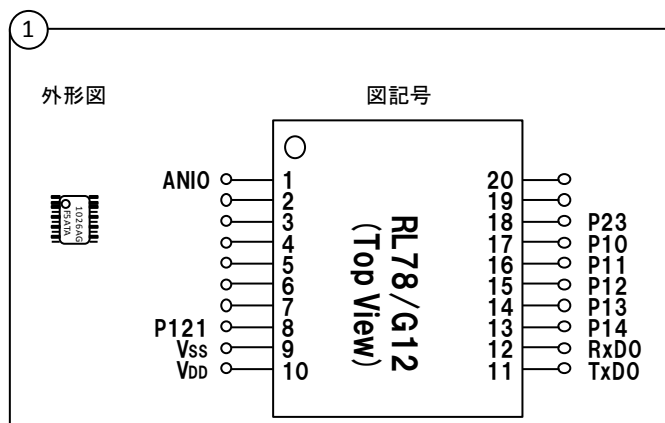 1
外形図
図記号
1026AG
F5ATA
RL78/G12
(Top View)
ANI0 1
2
3
4
5
6
7
P121 8
VSS 9
VDD 10
20
19
18 P23
17 P10
16 P11
15 P12
14 P13
13 P14
12 RxD0
11 TxD0